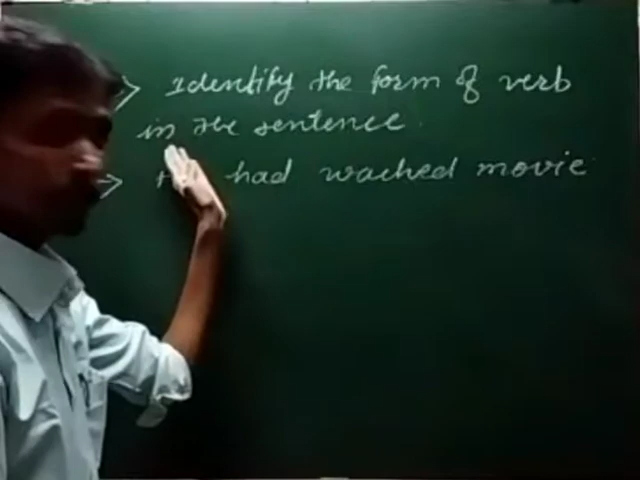 > Identify the form of verb
in the sentence.
-> had wached movie